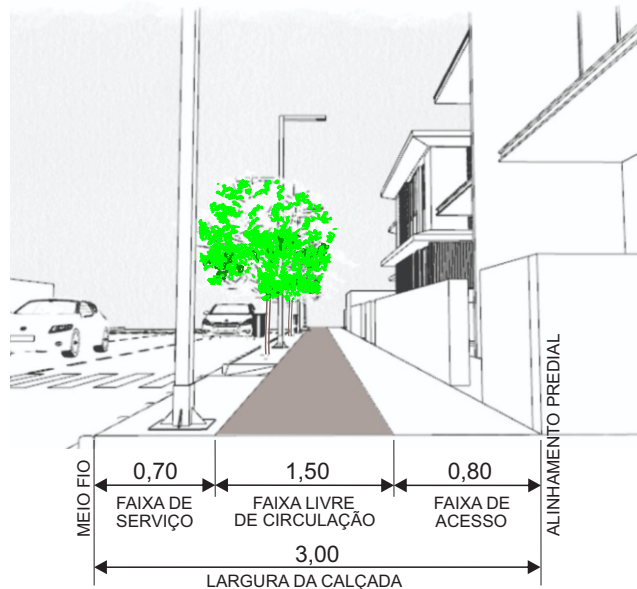 0,70
1,50
0,80
FAIXA DE
SERVIÇO
FAIXA LIVRE
DE CIRCULAÇÃO
FAIXA DE
ACESSO
MEIO FIO
ALINHAMENTO PREDIAL
3,00
LARGURA DA CALÇADA